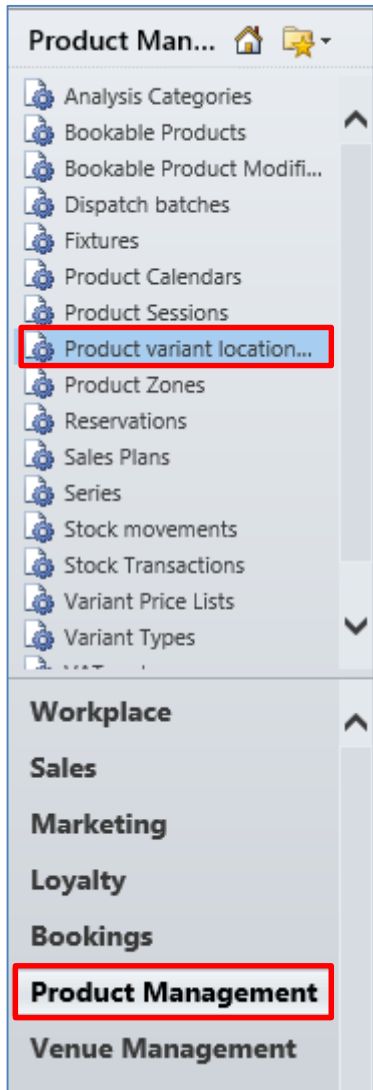 Product Man...
Analysis Categories
Bookable Products
Bookable Product Modifi...
Dispatch batches
Fixtures
Product Calendars
Product Sessions
Product variant location...
Product Zones
Reservations
Sales Plans
Series
Stock movements
Stock Transactions
Variant Price Lists
Variant Types
Workplace
Sales
Marketing
Loyalty
Bookings
Product Management
Venue Management